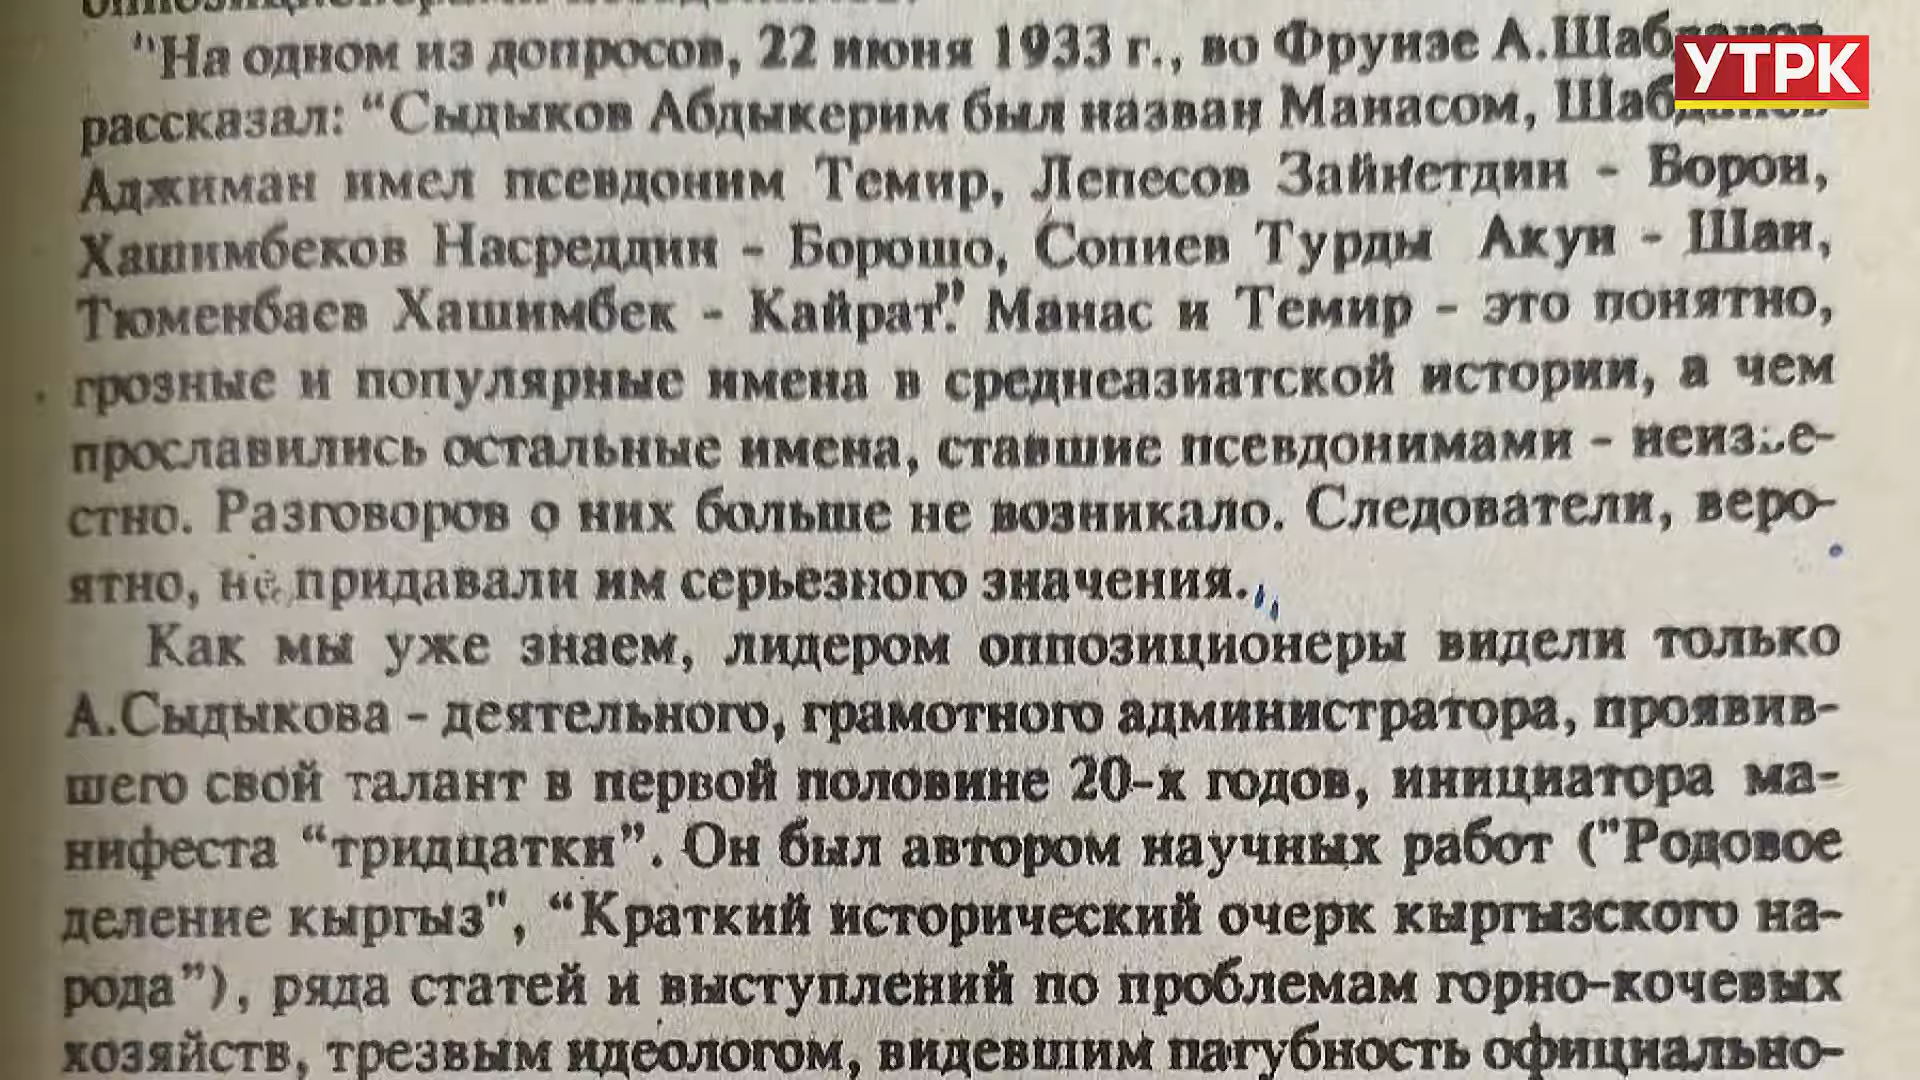 "На одном из допросов, 22 июня 1933 г., во Фрунзе А.Шабданов
УТРК
рассказал: “Сыдыков Абдыкерим был назван Манасом, Шабданов
Аджиман имел псевдоним Темир, Лепесов Зайнетдин - Борон,
Хашимбеков Насреддин - Борошо, Сопиев Турды Акун - Шан,
Тюменбаев Хашимбек - Кайрат”. Манас и Темир - это понятно,
грозные и популярные имена в среднеазиатской истории, а чем
прославились остальные имена, ставшие псевдонимами - неизве-
стно. Разговоров о них больше не возникало. Следователи, веро-
ятно, не придавали им серьезного значения.
Как мы уже знаем, лидером оппозиционеры видели только
А.Сыдыкова - деятельного, грамотного администратора, проявив-
шего свой талант в первой половине 20-х годов, инициатора ма-
нифеста “тридцатки”. Он был автором научных работ ("Родовое
деление кыргыз", “Краткий исторический очерк кыргызского на-
рода”), ряда статей и выступлений по проблемам горно-кочевых
хозяйств, трезвым идеологом, видевшим пагубность официально-